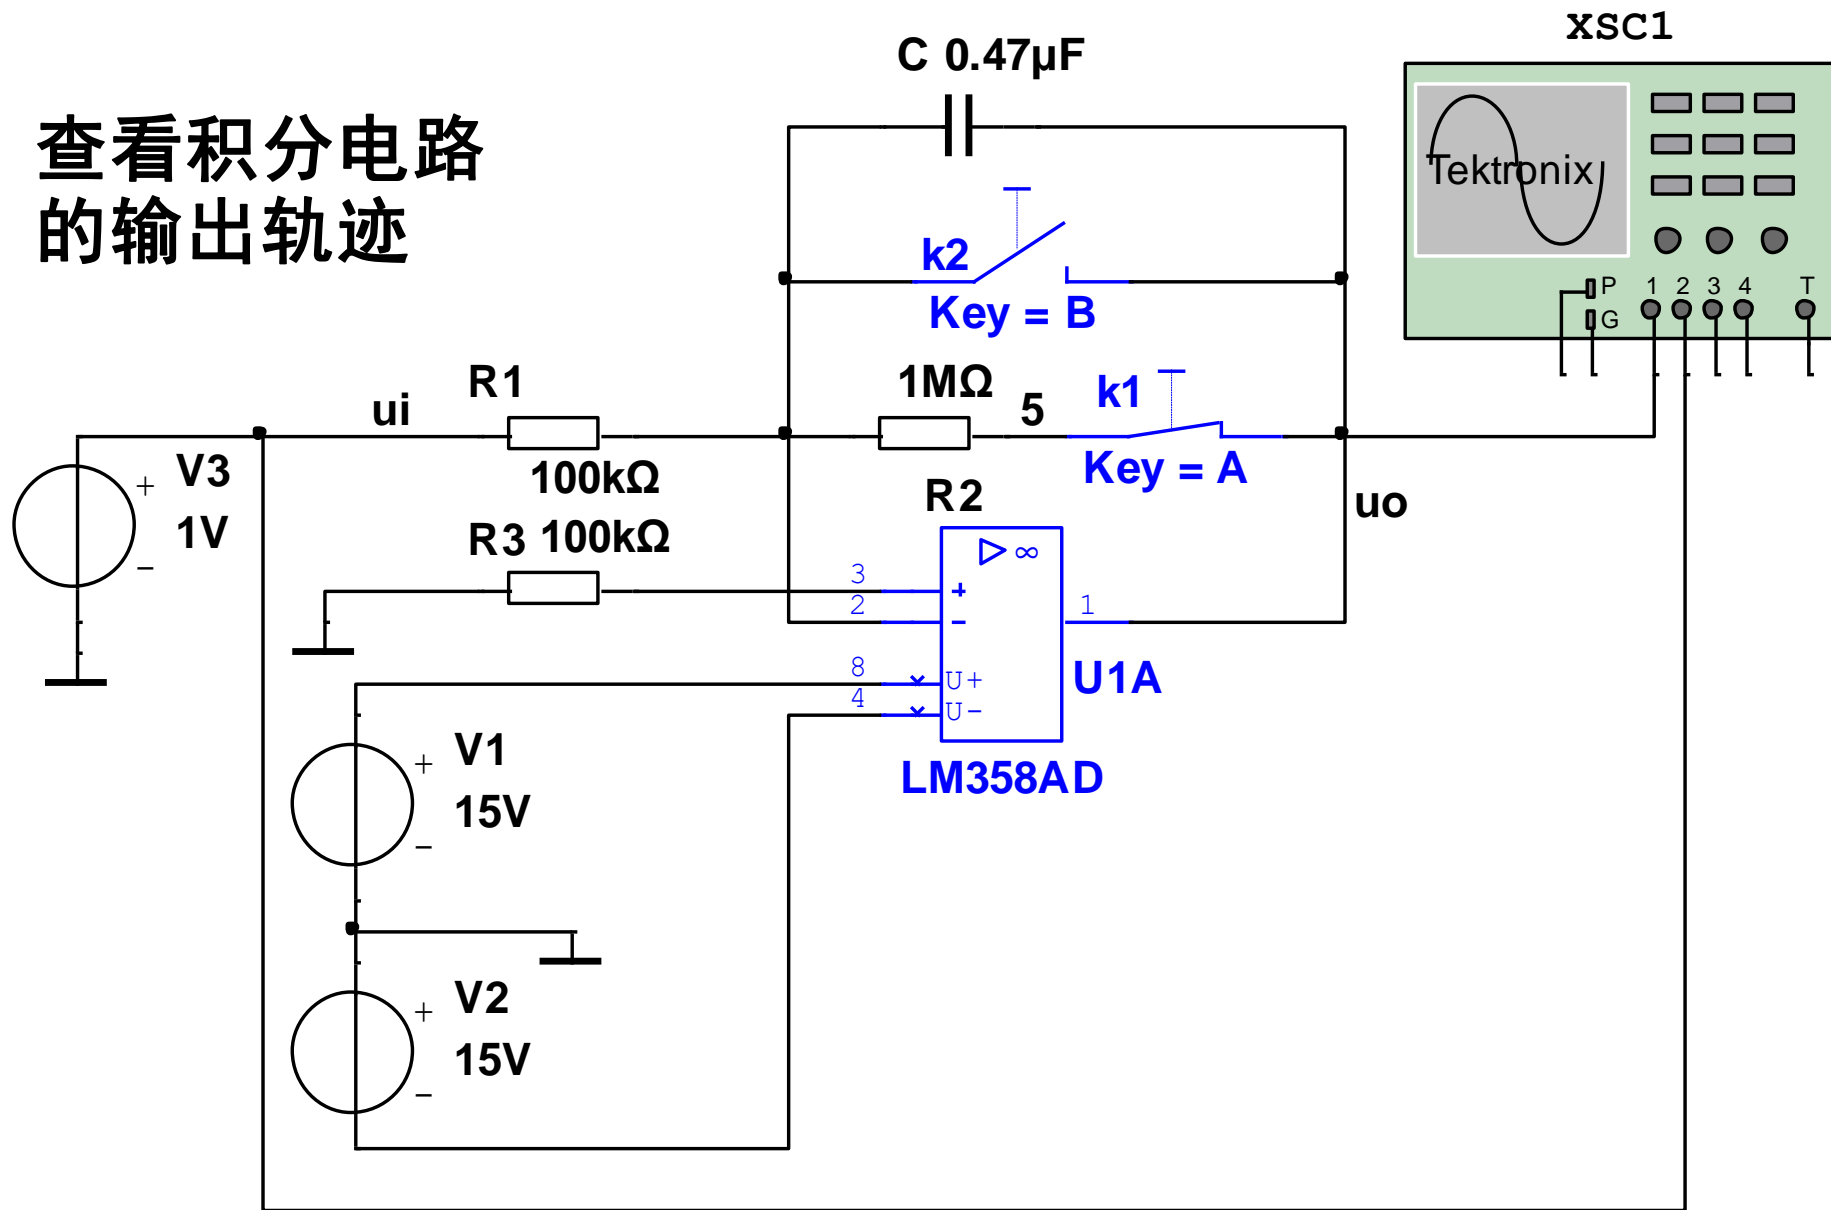 XSC1
C 0.47µF
查看积分电路
的输出轨迹
Tektronix
k2
Key = B
P 1 2 3 4 T
G
R1
ui
1MΩ
5
k1
Key = A
V3
1V
+
−
100kΩ
R2
uo
R3 100kΩ
▷ ∞
3
+
2
−
1
8
U+
4
U−
U1A
LM358AD
V1
15V
+
−
V2
15V
+
−